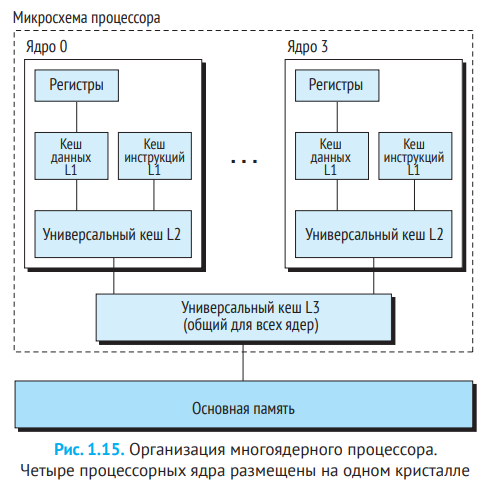 Микросхема процессора
Ядро 0
Ядро 3
Регистры
Регистры
Кеш
данных
L1
Кеш
инструкций
L1
...
Кеш
данных
L1
Кеш
инструкций
L1
Универсальный кеш L2
Универсальный кеш L2
Универсальный кеш L3
(общий для всех ядер)
Основная память
Рис. 1.15. Организация многоядерного процессора.
Четыре процессорных ядра размещены на одном кристалле